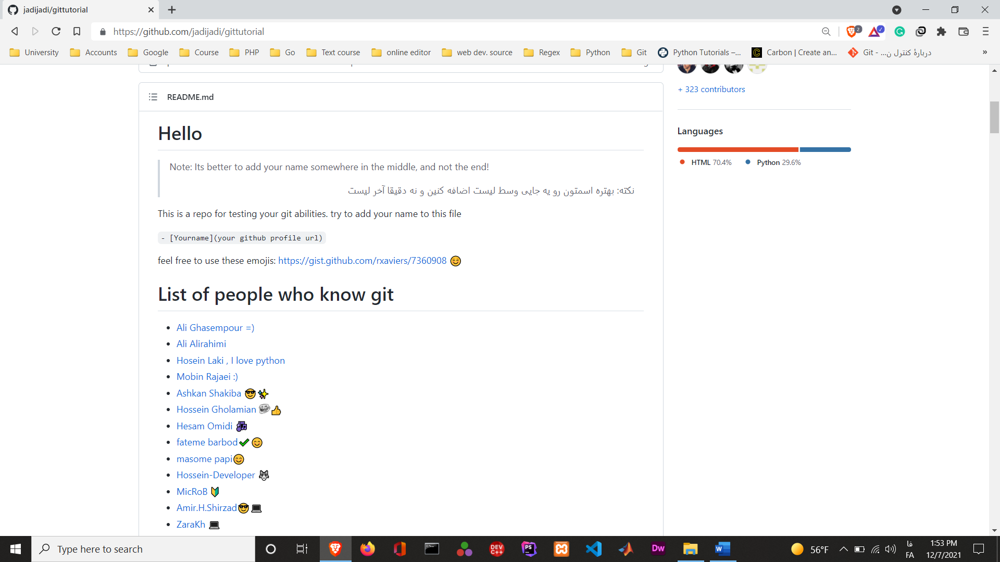 jadijadi/gittutorial
https://github.com/jadijadi/gittutorial
2
University
Accounts
Google
Course
PHP
Go
Text course
online editor
web dev. source
Regex
Python
Git
Python Tutorials –...
Carbon | Create an...
Git - ...دربارهٔ کنترل ن
»
+ 323 contributors
README.md
Hello
Note: Its better to add your name somewhere in the middle, and not the end!
نکته: بهتره اسمتون رو یه جایی وسط لیست اضافه کنین و نه دقیقا آخر لیست
This is a repo for testing your git abilities. try to add your name to this file
- [Yourname](your github profile url)
feel free to use these emojis: https://gist.github.com/rxaviers/7360908 😊
List of people who know git
Ali Ghasempour =)
Ali Alirahimi
Hosein Laki , I love python
Mobin Rajaei :)
Ashkan Shakiba 😎✨
Hossein Gholamian 👍
Hesam Omidi
fateme barbod✔😊
masome papi😊
Hossein-Developer 🐺
MicRoB 🔰
Amir.H.Shirzad😎💻
ZaraKh 💻
Languages
HTML 70.4%
Python 29.6%
Type here to search
DEV C++
PS
Dw
W
56°F
فا
FA
1:53 PM
12/7/2021